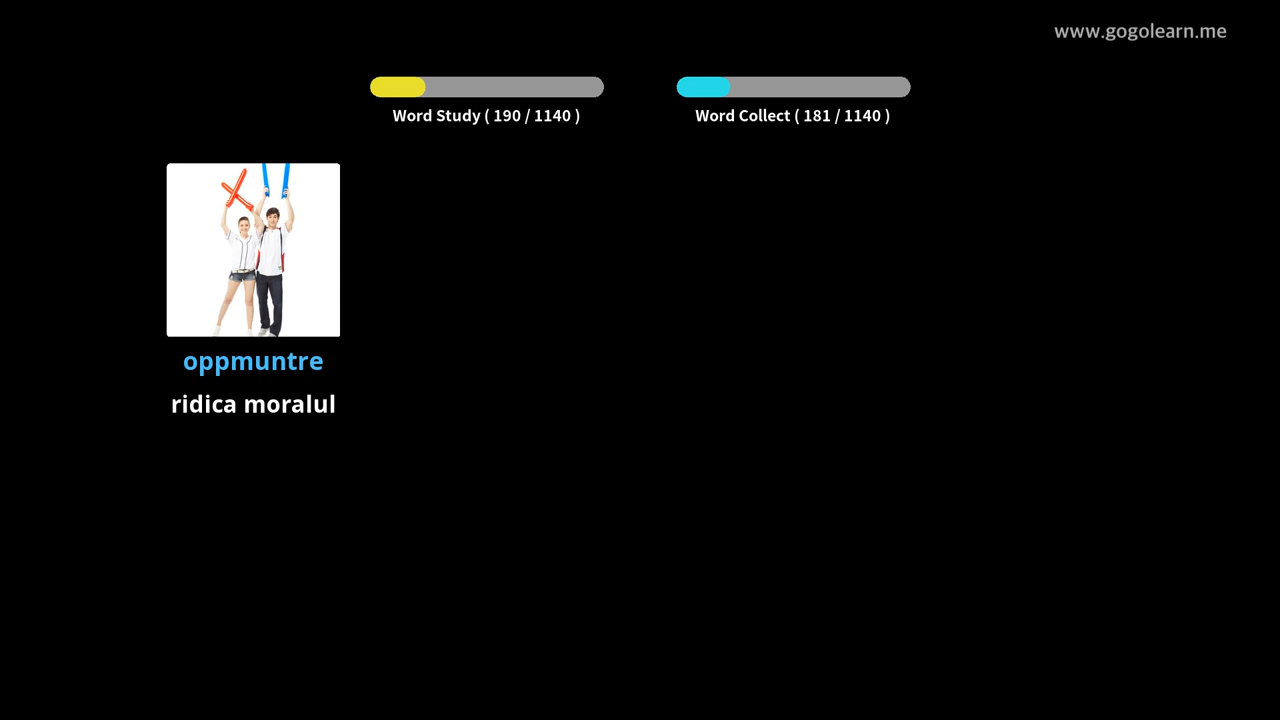 www.gogolearn.me
Word Study ( 190 / 1140 )
Word Collect ( 181 / 1140 )
oppmuntre
ridica moralul